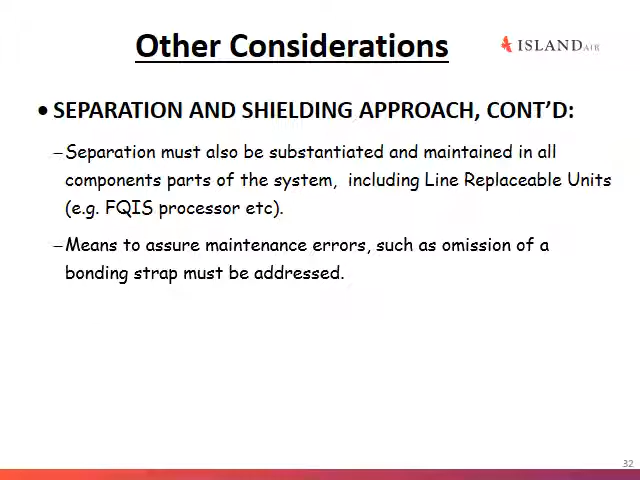 Other Considerations
ISLAND AIR
• SEPARATION AND SHIELDING APPROACH, CONT'D:
–Separation must also be substantiated and maintained in all
components parts of the system, including Line Replaceable Units
(e.g. FQIS processor etc).
–Means to assure maintenance errors, such as omission of a
bonding strap must be addressed.
32